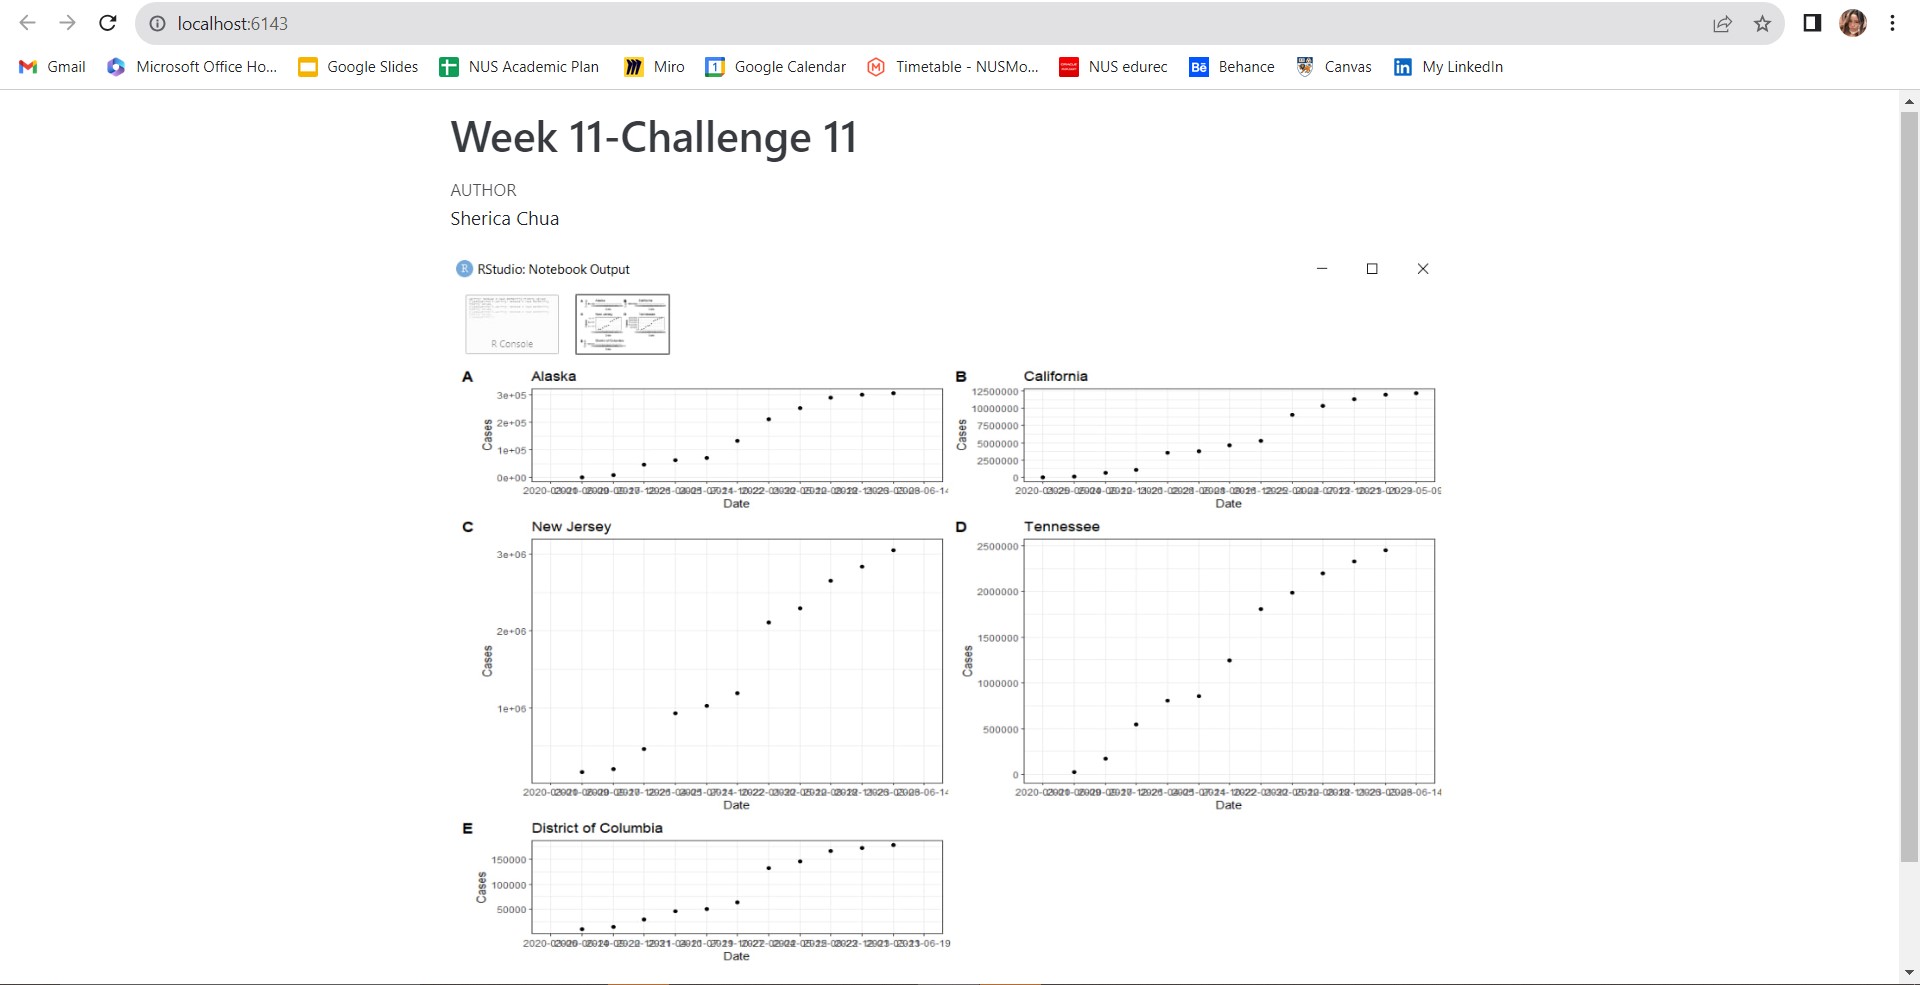 localhost:6143
Gmail
Microsoft Office Ho...
Google Slides
NUS Academic Plan
Miro
1
Google Calendar
Timetable - NUSMo...
NUS edurec
Bē
Behance
Canvas
in
My LinkedIn
Week 11-Challenge 11
AUTHOR
Sherica Chua
R
RStudio: Notebook Output
R Console
A
Alaska
3e+05
2e+05
1e+05
0e+00
Cases
Date
B
California
12500000
10000000
7500000
5000000
2500000
0
Cases
Date
C
New Jersey
3e+06
2e+06
1e+06
Cases
Date
D
Tennessee
2500000
2000000
1500000
1000000
500000
0
Cases
Date
E
District of Columbia
150000
100000
50000
Cases
Date